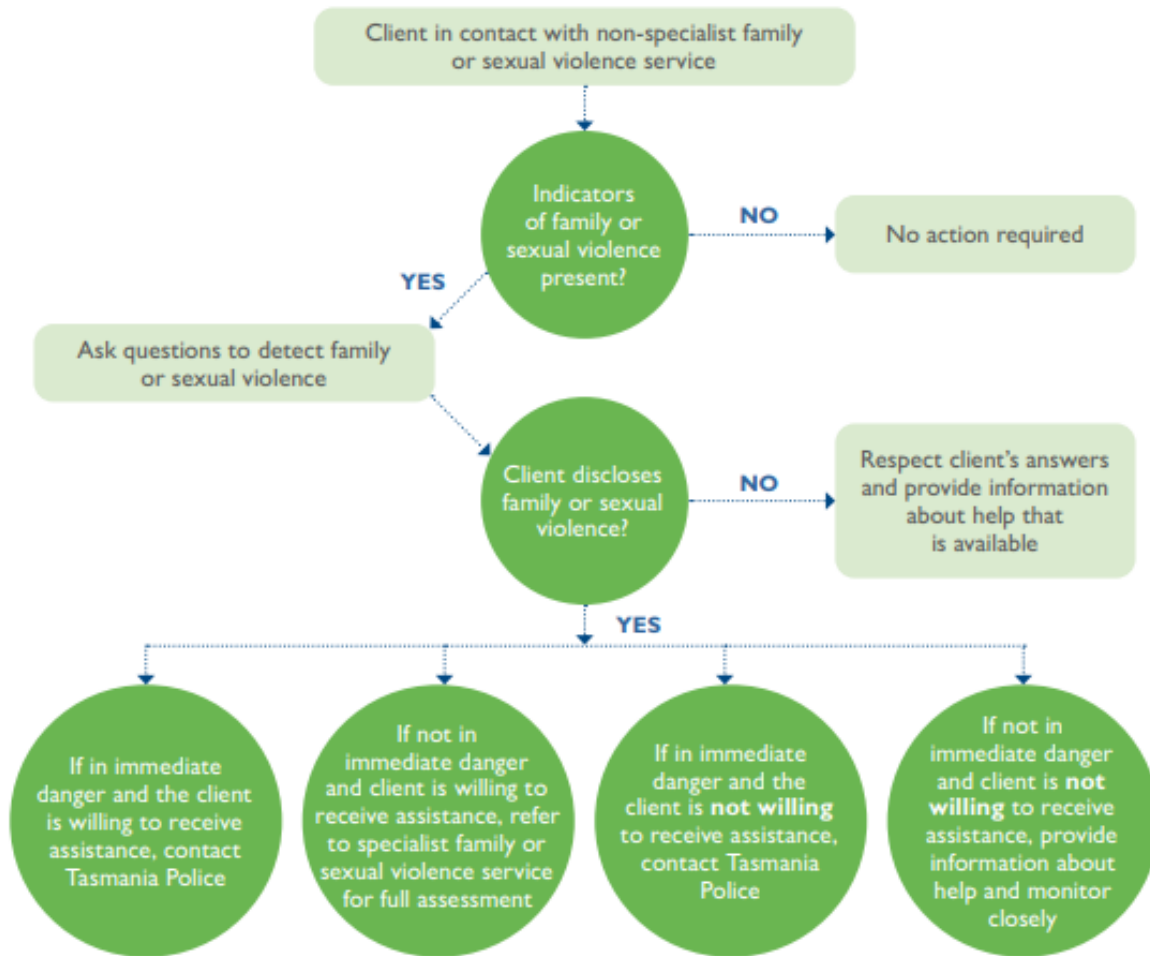 Client in contact with non-specialist family
or sexual violence service
Indicators
of family or
sexual violence
present?
NO
No action required
YES
Ask questions to detect family
or sexual violence
Client discloses
family or sexual
violence?
NO
Respect client's answers
and provide information
about help that
is available
YES
If in immediate
danger and the client
is willing to receive
assistance, contact
Tasmania Police
If not in
immediate danger
and client is willing to
receive assistance, refer
to specialist family or
sexual violence service
for full assessment
If in immediate
danger and the
client is not willing
to receive assistance,
contact Tasmania
Police
If not in
immediate danger
and client is not
willing to receive
assistance, provide
information about
help and monitor
closely